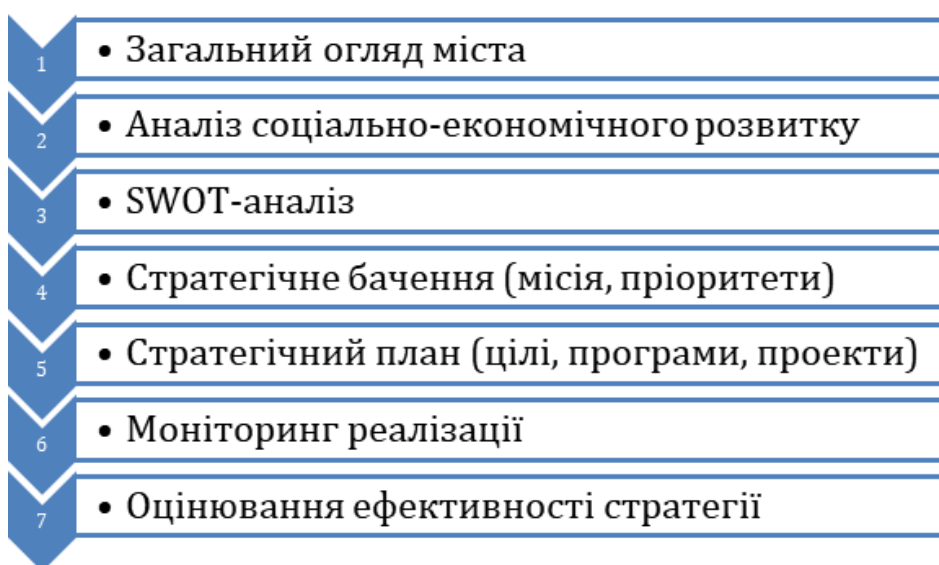 1 • Загальний огляд міста
2 • Аналіз соціально-економічного розвитку
3 • SWOT-аналіз
4 • Стратегічне бачення (місія, пріоритети)
5 • Стратегічний план (цілі, програми, проекти)
6 • Моніторинг реалізації
7 • Оцінювання ефективності стратегії